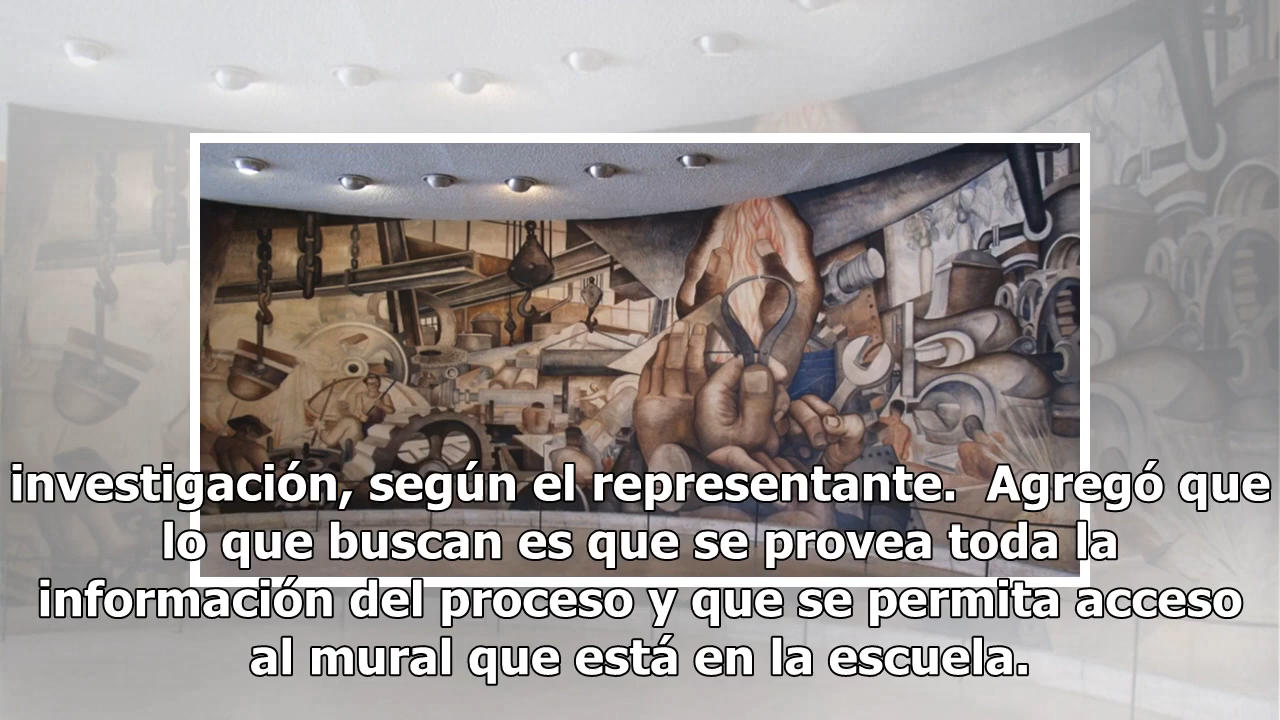 investigación, según el representante.  Agregó que
lo que buscan es que se provea toda la
información del proceso y que se permita acceso
al mural que está en la escuela.